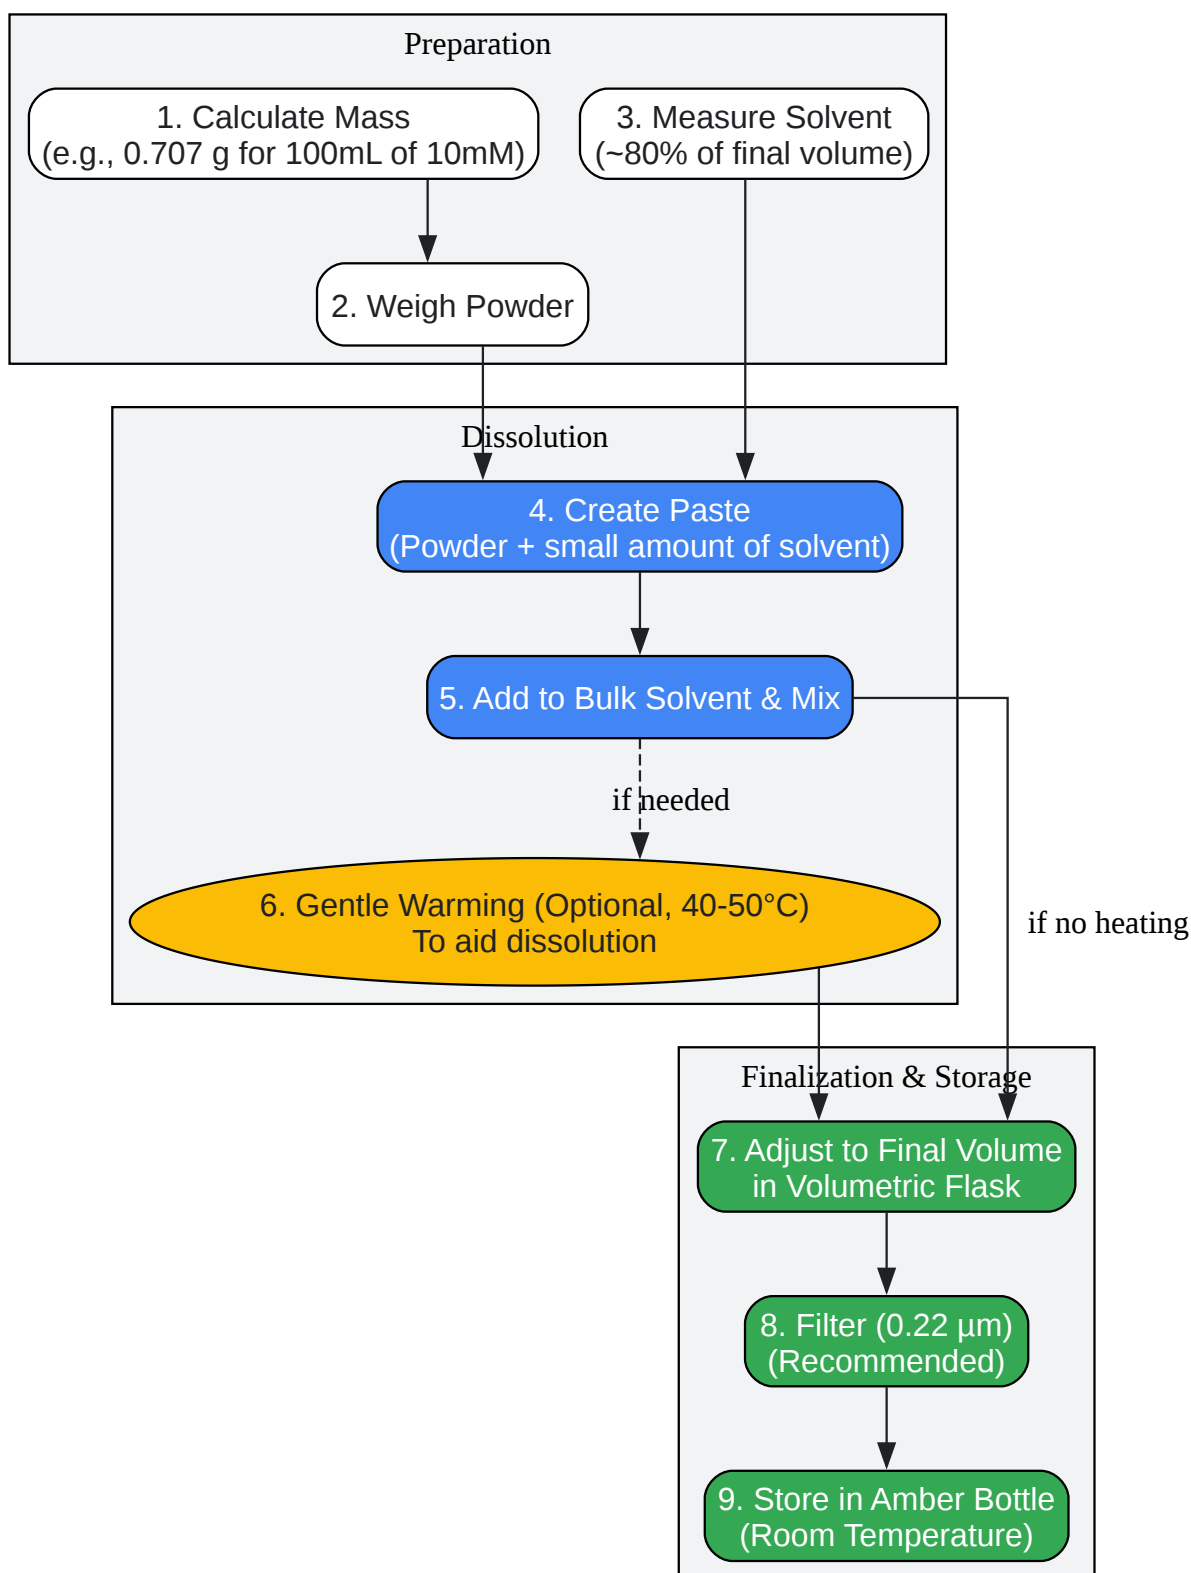 Preparation
1. Calculate Mass
(e.g., 0.707 g for 100mL of 10mM)
3. Measure Solvent
(~80% of final volume)
2. Weigh Powder
Dissolution
4. Create Paste
(Powder + small amount of solvent)
5. Add to Bulk Solvent & Mix
if needed
6. Gentle Warming (Optional, 40-50°C)
To aid dissolution
if no heating
Finalization & Storage
7. Adjust to Final Volume
in Volumetric Flask
8. Filter (0.22 µm)
(Recommended)
9. Store in Amber Bottle
(Room Temperature)